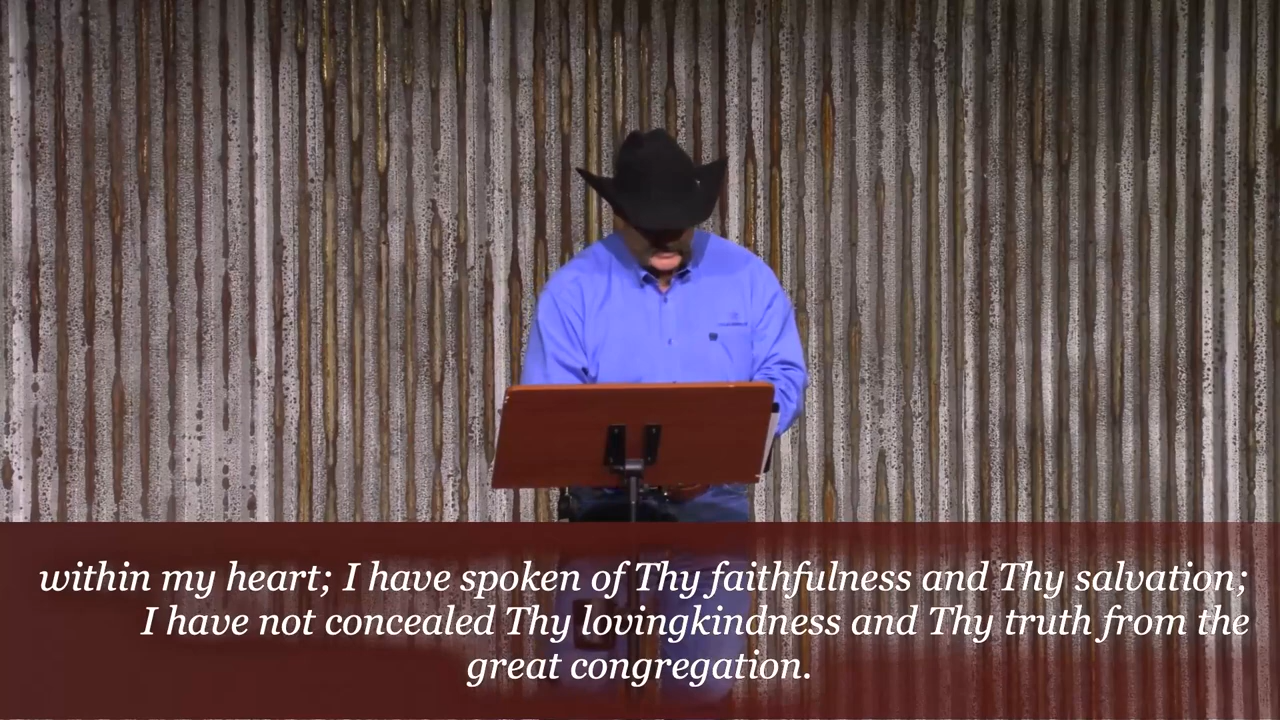 within my heart; I have spoken of Thy faithfulness and Thy salvation;
I have not concealed Thy lovingkindness and Thy truth from the
great congregation.